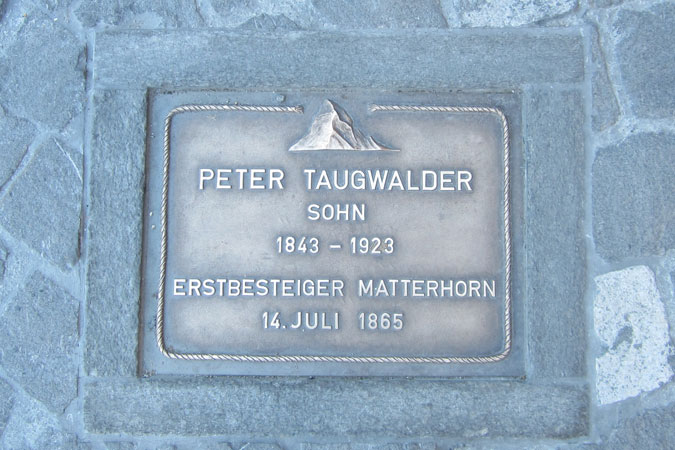 PETER TAUGWALDER
SOHN
1843 – 1923
ERSTBESTEIGER MATTERHORN
14. JULI 1865